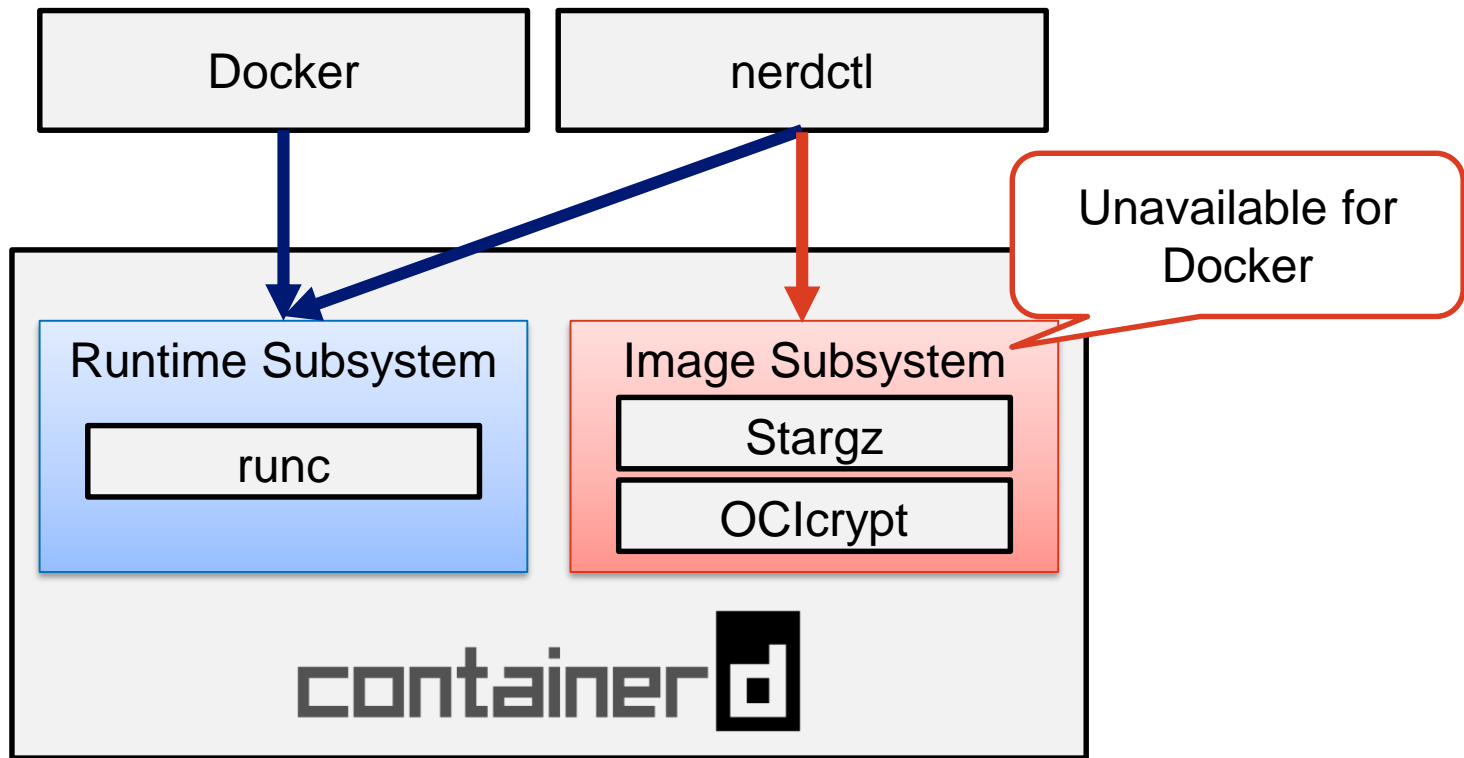 Docker
nerdctl
Unavailable for
Docker
Runtime Subsystem
Image Subsystem
runc
Stargz
OCIcrypt
containerd